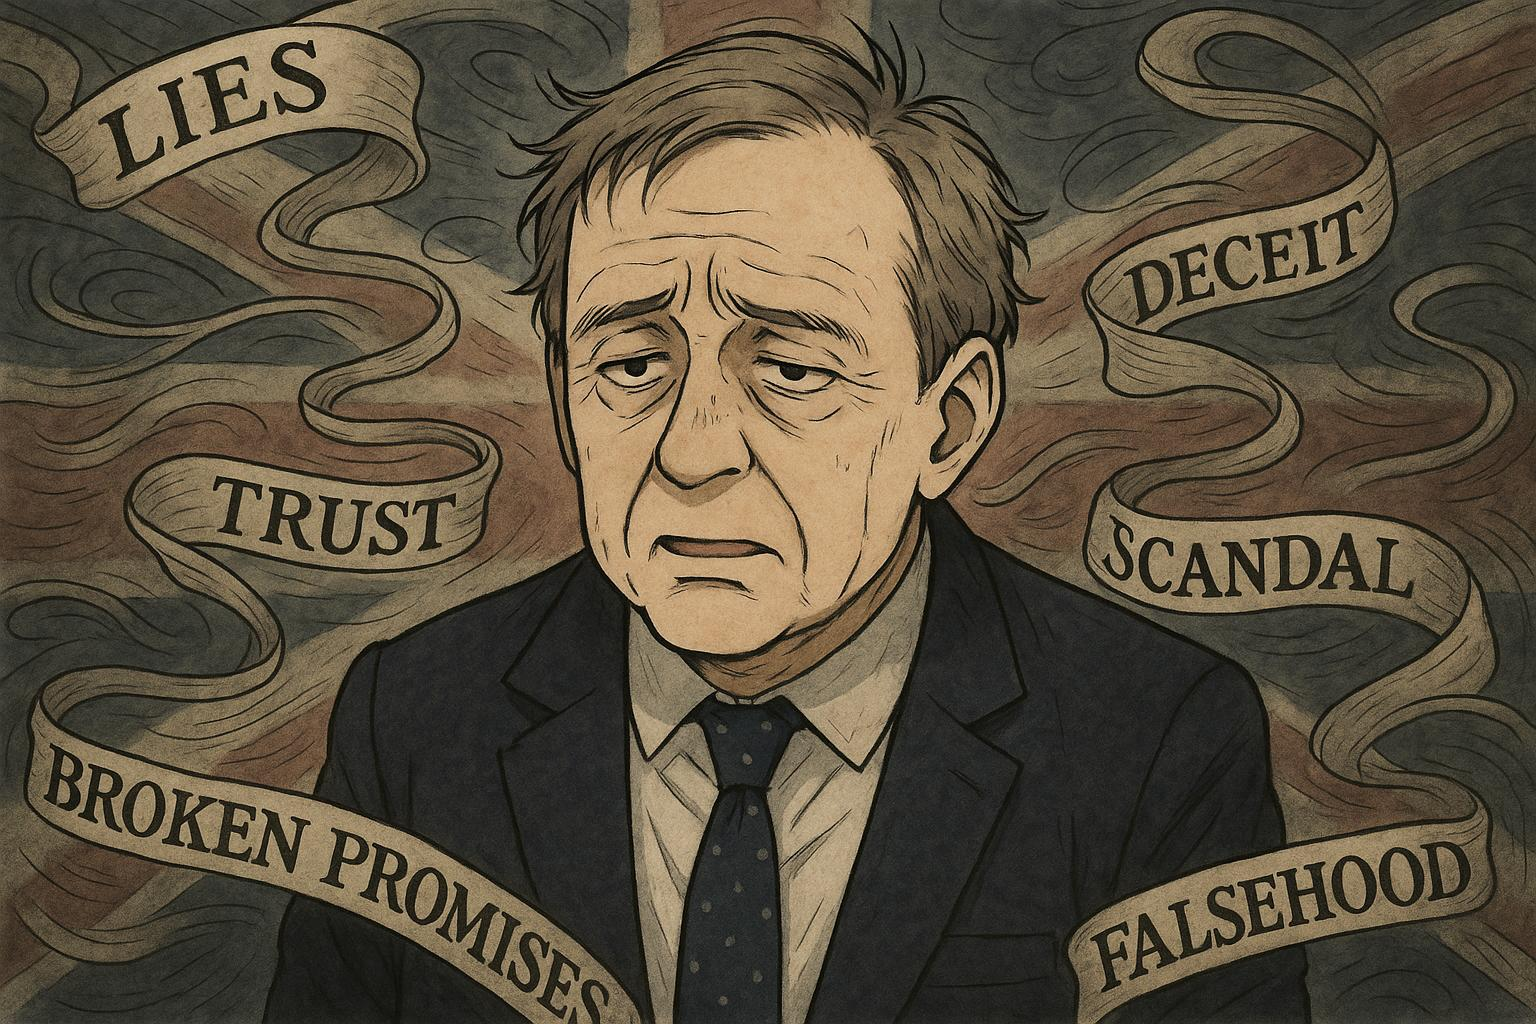 LIES
TRUST
BROKEN PROMISES
DECEIT
SCANDAL
FALSEHOOD